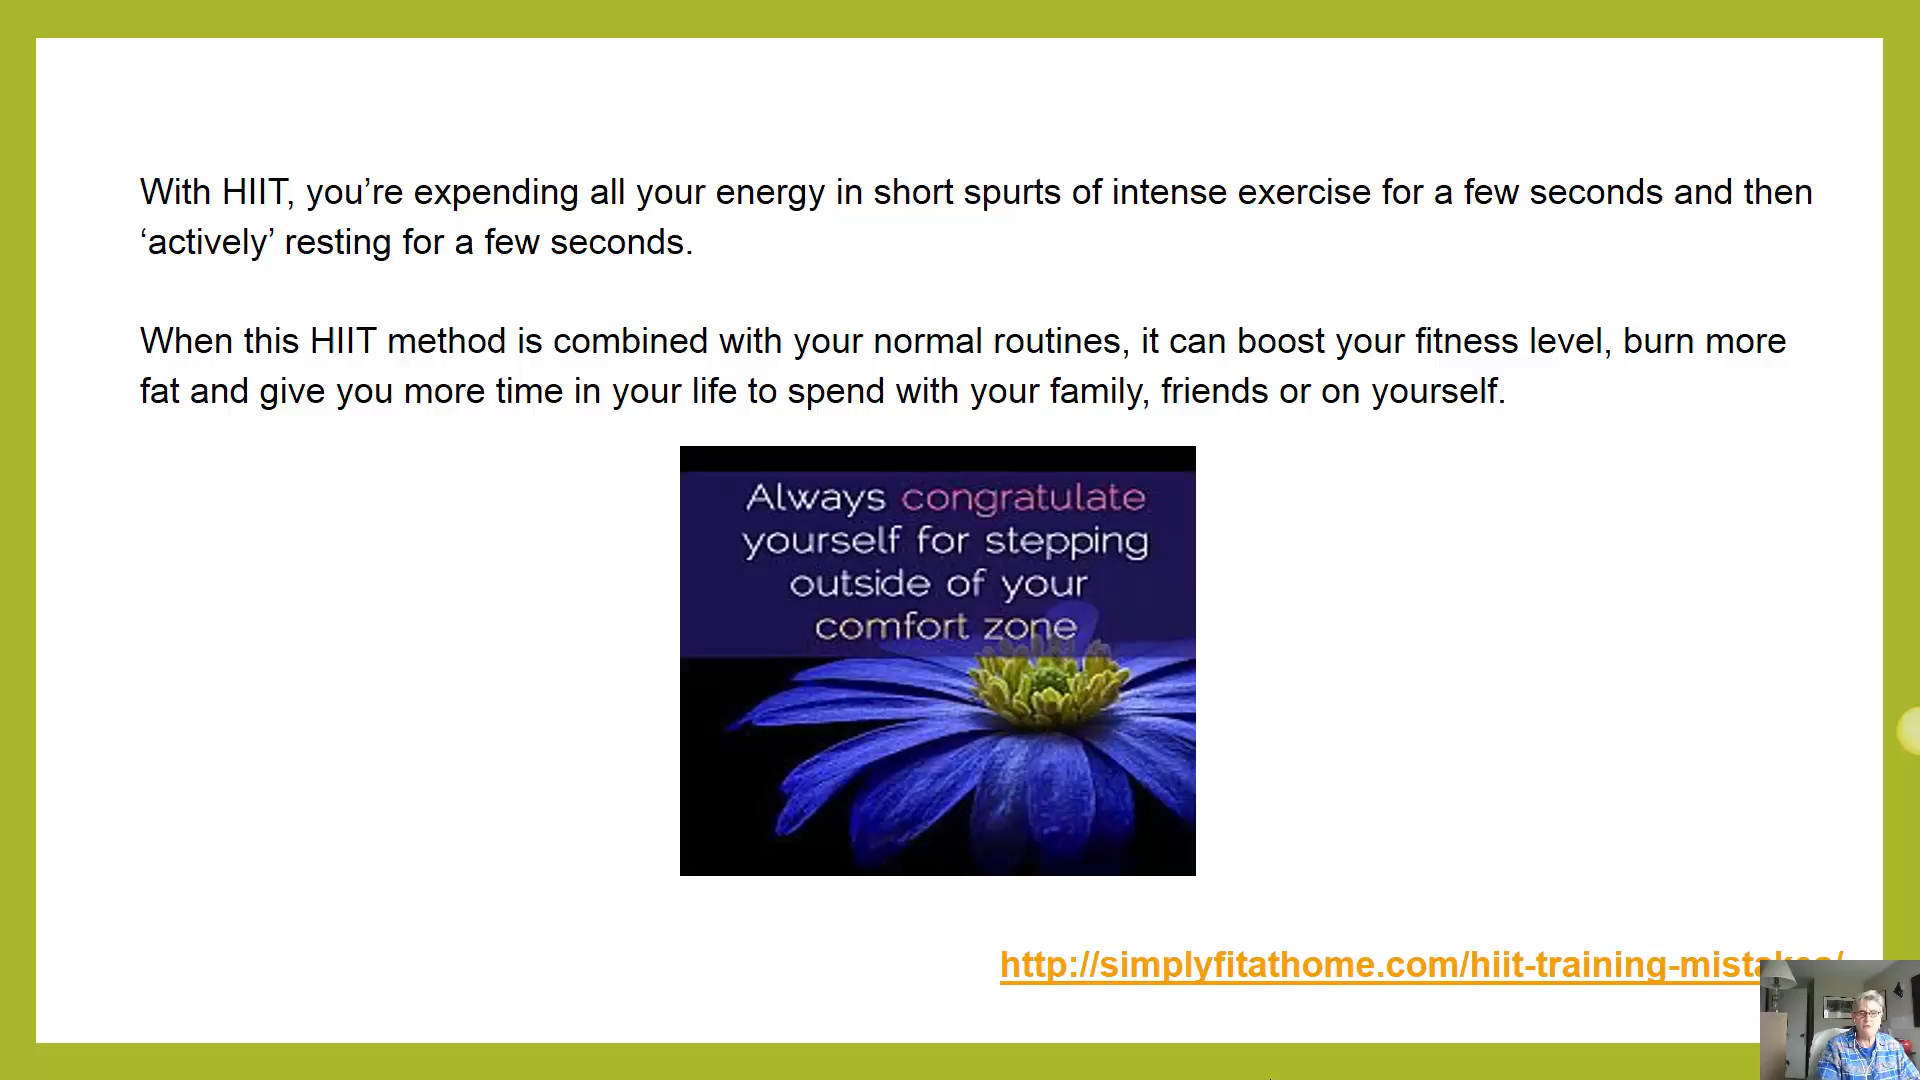 With HIIT, you’re expending all your energy in short spurts of intense exercise for a few seconds and then
‘actively’ resting for a few seconds.
When this HIIT method is combined with your normal routines, it can boost your fitness level, burn more
fat and give you more time in your life to spend with your family, friends or on yourself.
Always congratulate
yourself for stepping
outside of your
comfort zone
http://simplyfitathome.com/hiit-training-mistakes/